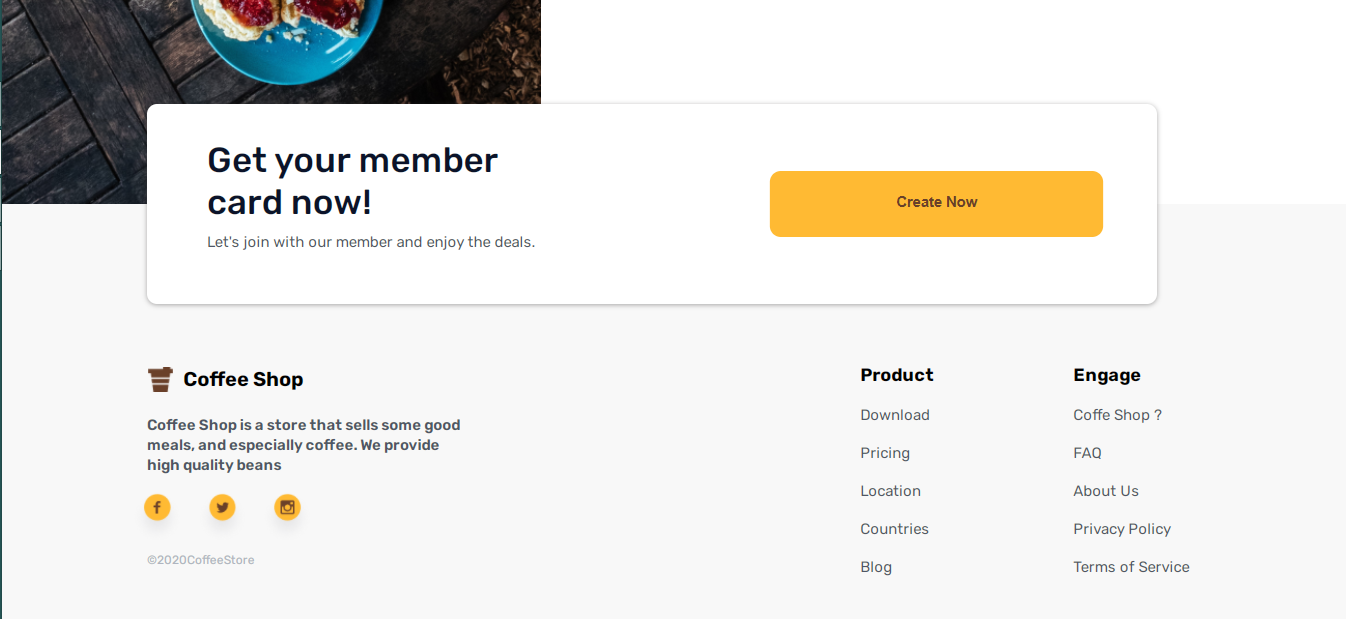 Get your member
card now!
Let's join with our member and enjoy the deals.
Create Now
Coffee Shop
Coffee Shop is a store that sells some good
meals, and especially coffee. We provide
high quality beans
©2020CoffeeStore
Product
Download
Pricing
Location
Countries
Blog
Engage
Coffe Shop ?
FAQ
About Us
Privacy Policy
Terms of Service